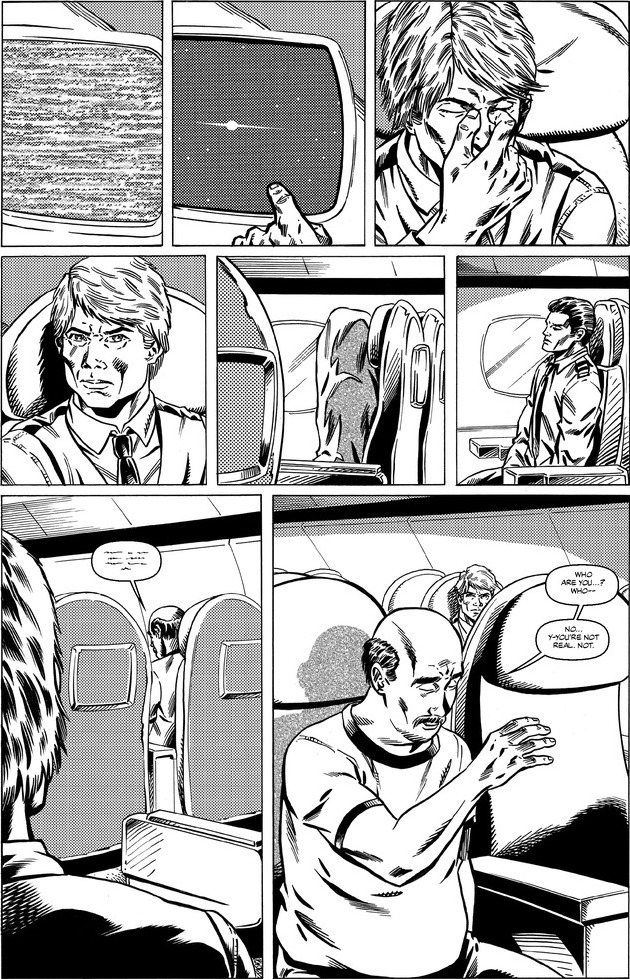 WHO
ARE YOU...?
WHO--
NO...
Y-YOU'RE NOT
REAL. NOT.